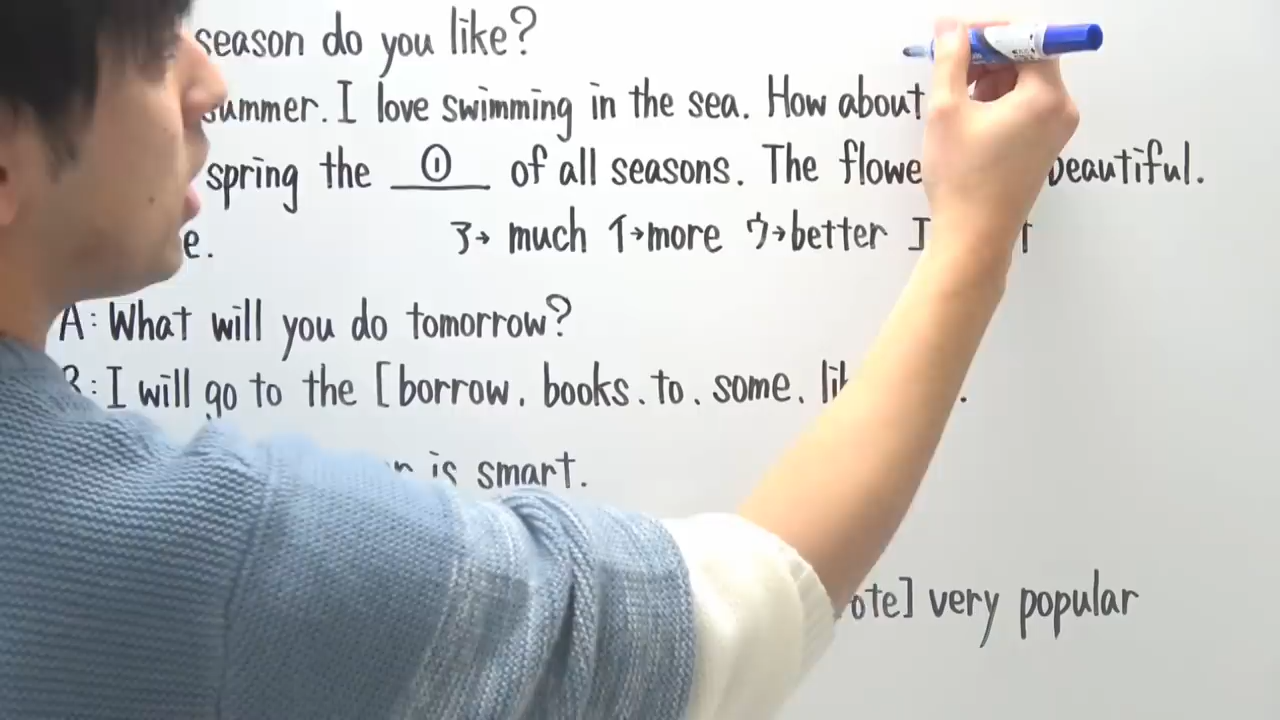 season do you like?
summer. I love swimming in the sea. How about
spring the ① of all seasons. The beautiful.
ア→ much イ→more ウ→better エ
A: What will you do tomorrow?
B: I will go to the [borrow. books. to. some.
is smart.
very popular